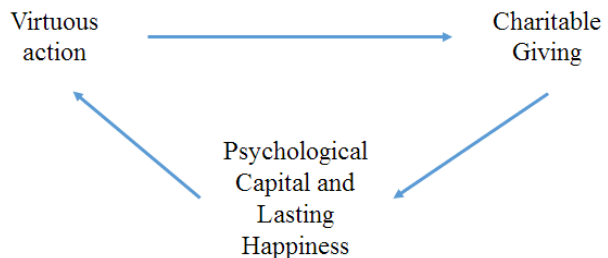 Virtuous
action
Charitable
Giving
Psychological
Capital and
Lasting
Happiness